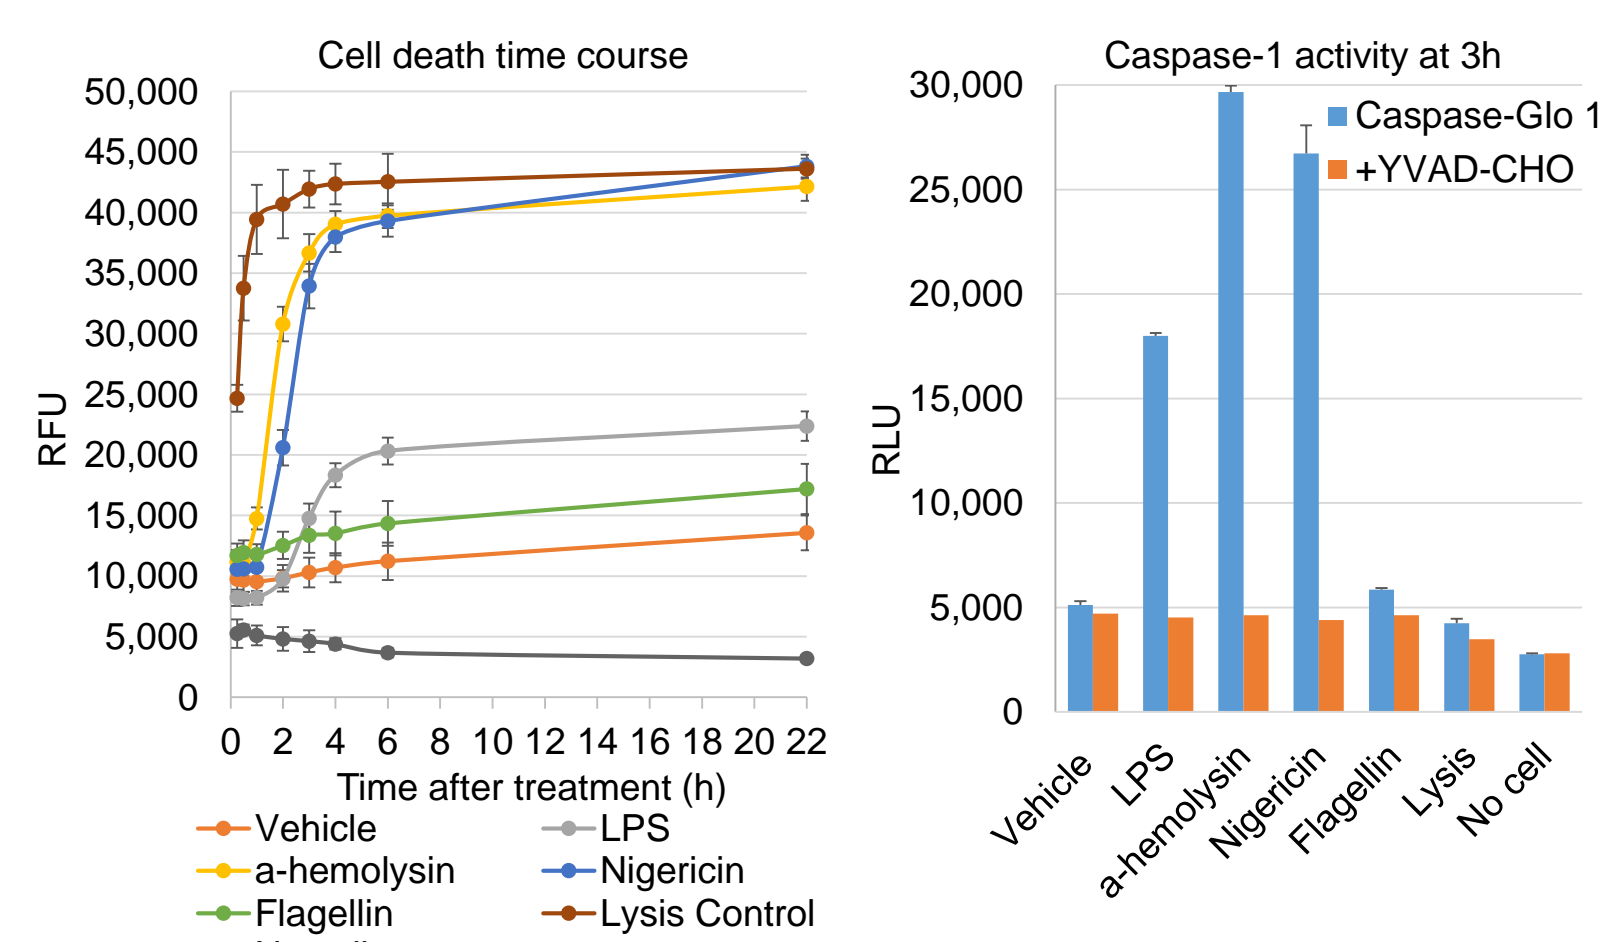 Cell death time course
50,000
45,000
40,000
35,000
30,000
25,000
20,000
15,000
10,000
5,000
0
RFU
0 2 4 6 8 10 12 14 16 18 20 22
Time after treatment (h)
Vehicle LPS
a-hemolysin Nigericin
Flagellin Lysis Control
Caspase-1 activity at 3h
30,000
25,000
20,000
15,000
10,000
5,000
0
RLU
Caspase-Glo 1
+YVAD-CHO
Vehicle
LPS
a-hemolysin
Nigericin
Flagellin
Lysis
No cell